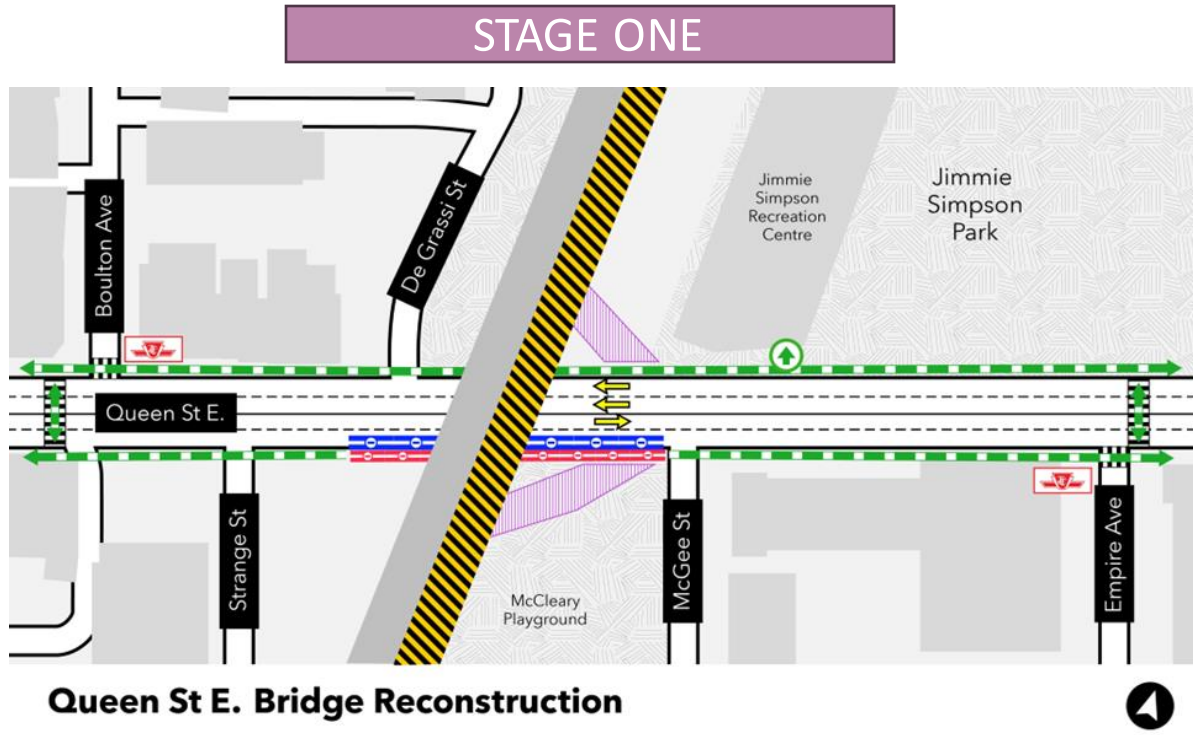 STAGE ONE
Boulton Ave
De Grassi St
Jimmie
Simpson
Recreation
Centre
Jimmie
Simpson
Park
Queen St E.
Strange St
McCleary
Playground
McGee St
Empire Ave
Queen St E. Bridge Reconstruction